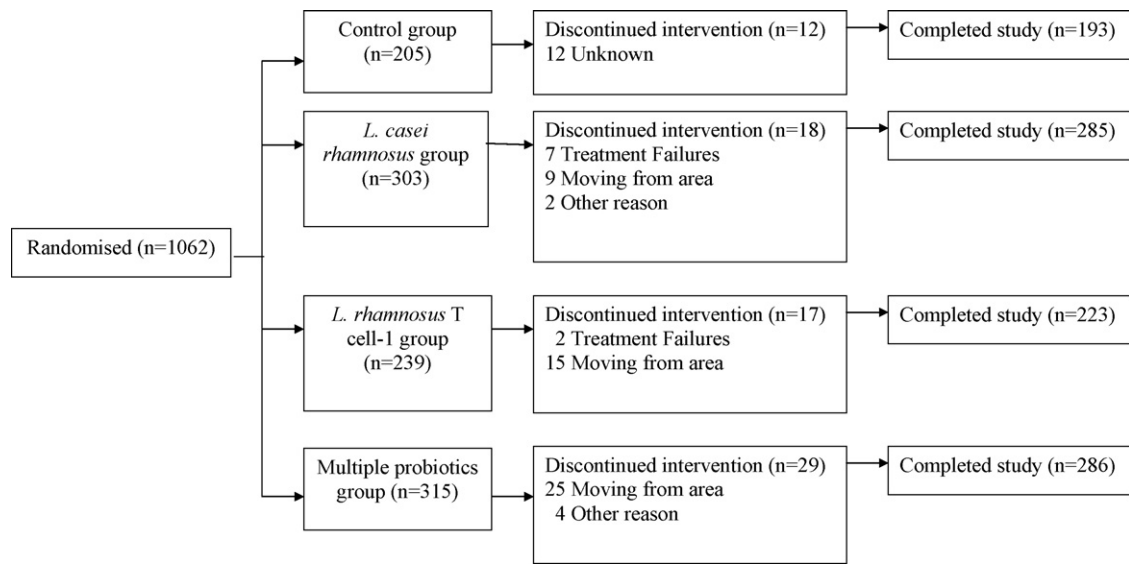 Randomised (n=1062)
Control group
(n=205)
Discontinued intervention (n=12)
12 Unknown
Completed study (n=193)
L. casei
rhamnosus group
(n=303)
Discontinued intervention (n=18)
7 Treatment Failures
9 Moving from area
2 Other reason
Completed study (n=285)
L. rhamnosus T
cell-1 group
(n=239)
Discontinued intervention (n=17)
2 Treatment Failures
15 Moving from area
Completed study (n=223)
Multiple probiotics
group (n=315)
Discontinued intervention (n=29)
25 Moving from area
4 Other reason
Completed study (n=286)